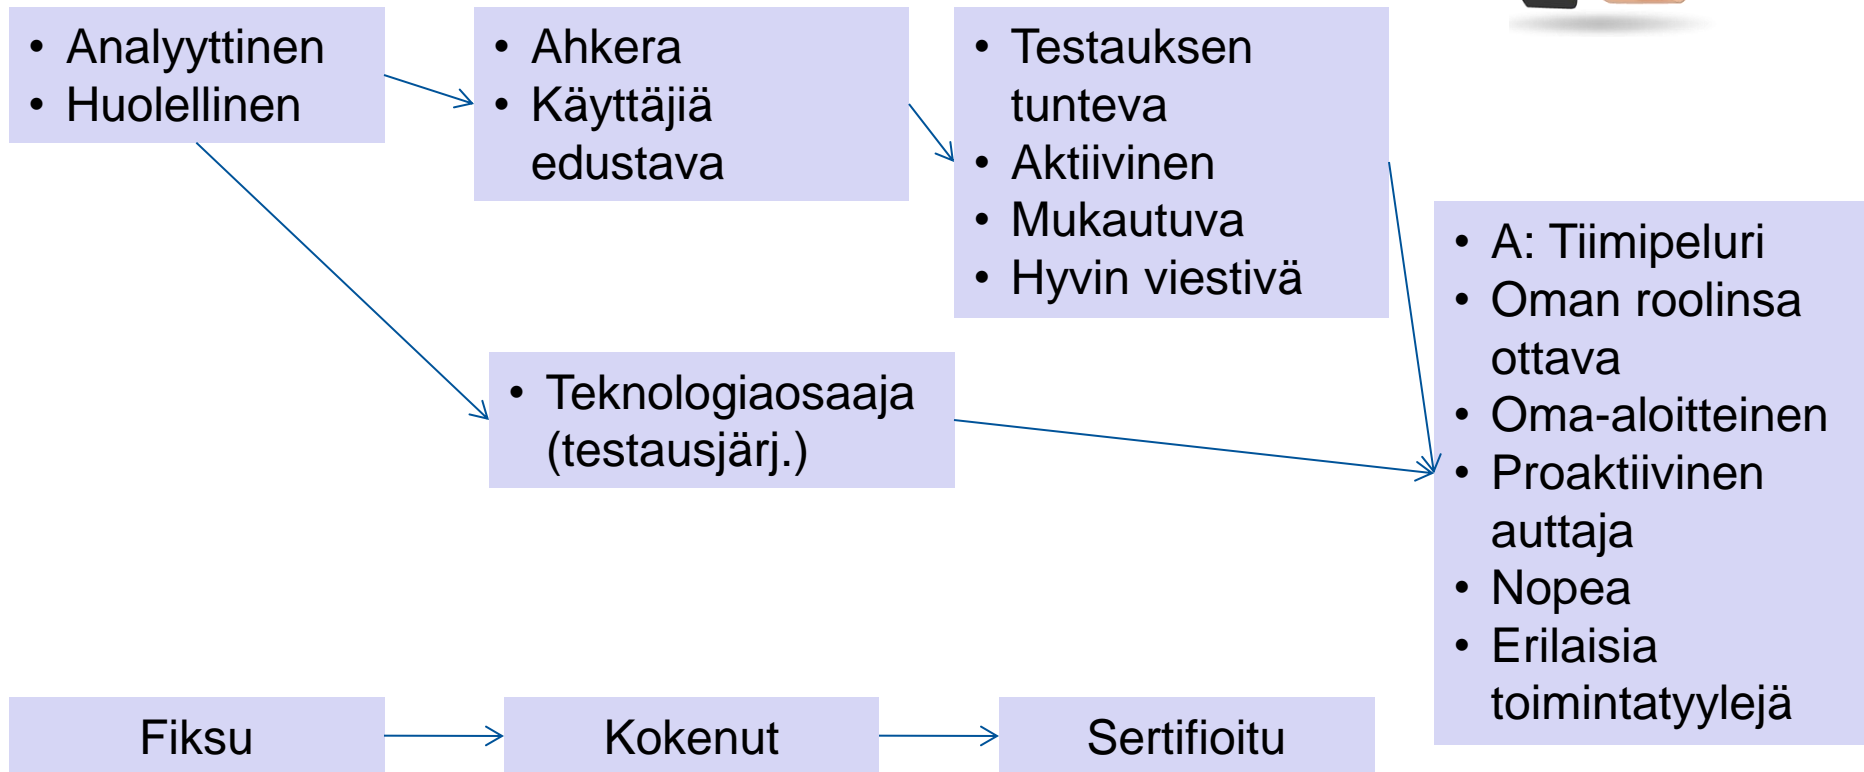 • Analyyttinen
• Huolellinen
• Ahkera
• Käyttäjiä
edustava
• Testauksen
tunteva
• Aktiivinen
• Mukautuva
• Hyvin viestivä
• Teknologiaosaaja
(testausjärj.)
• A: Tiimipeluri
• Oman roolinsa
ottava
• Oma-aloitteinen
• Proaktiivinen
auttaja
• Nopea
• Erilaisia
toimintatyylejä
Fiksu
Kokenut
Sertifioitu